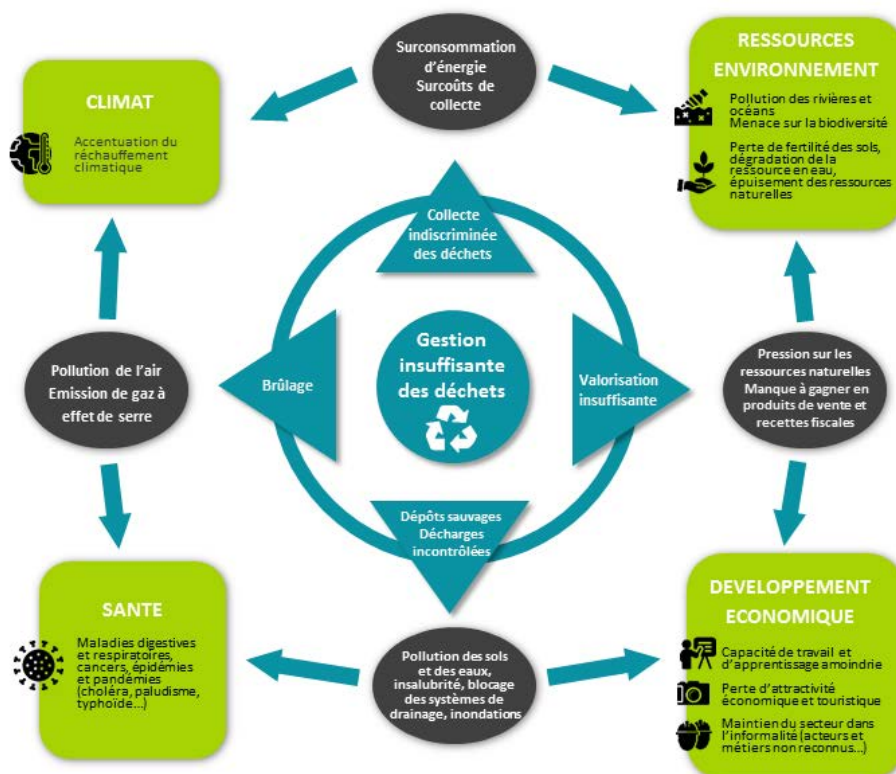 Surconsommation
d'énergie
Surcoûts de
collecte
CLIMAT
Accentuation du
réchauffement
climatique
RESSOURCES
ENVIRONNEMENT
Pollution des rivières et
océans
Menace sur la biodiversité
Perte de fertilité des sols,
dégradation de la
ressource en eau,
épuisement des ressources
naturelles
Collecte
indiscriminée
des déchets
Pollution de l'air
Emission de gaz à
effet de serre
Brûlage
Gestion
insuffisante
des déchets
Valorisation
insuffisante
Pression sur les
ressources naturelles
Manque à gagner en
produits de vente et
recettes fiscales
Dépôts sauvages
Décharges
incontrôlées
SANTE
Maladies digestives
et respiratoires,
cancers, épidémies
et pandémies
(choléra, paludisme,
typhoïde...)
Pollution des sols
et des eaux,
insalubrité, blocage
des systèmes de
drainage, inondations
DEVELOPPEMENT
ECONOMIQUE
Capacité de travail et
d'apprentissage amoindrie
Perte d'attractivité
économique et touristique
Maintien du secteur dans
l'informalité (acteurs et
métiers non reconnus...)